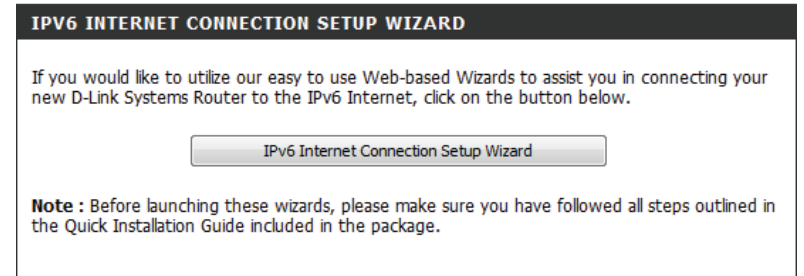 IPV6 INTERNET CONNECTION SETUP WIZARD
If you would like to utilize our easy to use Web-based Wizards to assist you in connecting your
new D-Link Systems Router to the IPv6 Internet, click on the button below.
IPv6 Internet Connection Setup Wizard
Note : Before launching these wizards, please make sure you have followed all steps outlined in
the Quick Installation Guide included in the package.